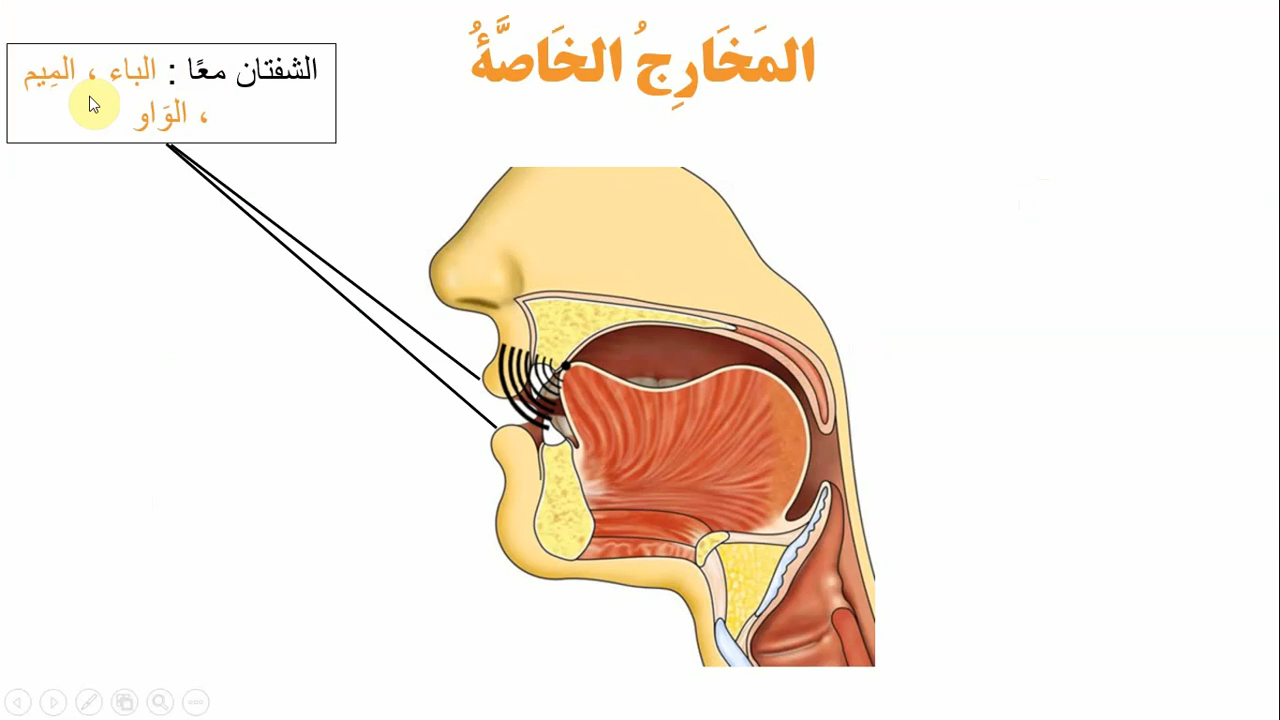 المَخَارِجُ الخَاصَّةُ
الشفتان معًا : الباء ، المِيم
، الوَاو